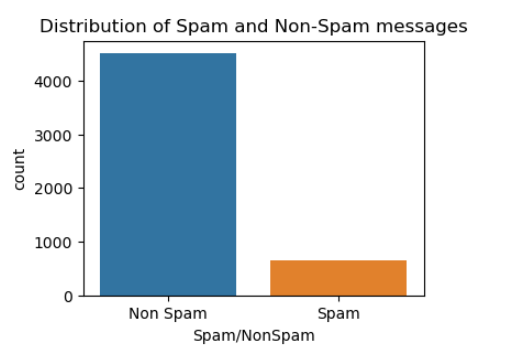 Distribution of Spam and Non-Spam messages
4000
3000
2000
1000
0
count
Non Spam
Spam
Spam/NonSpam